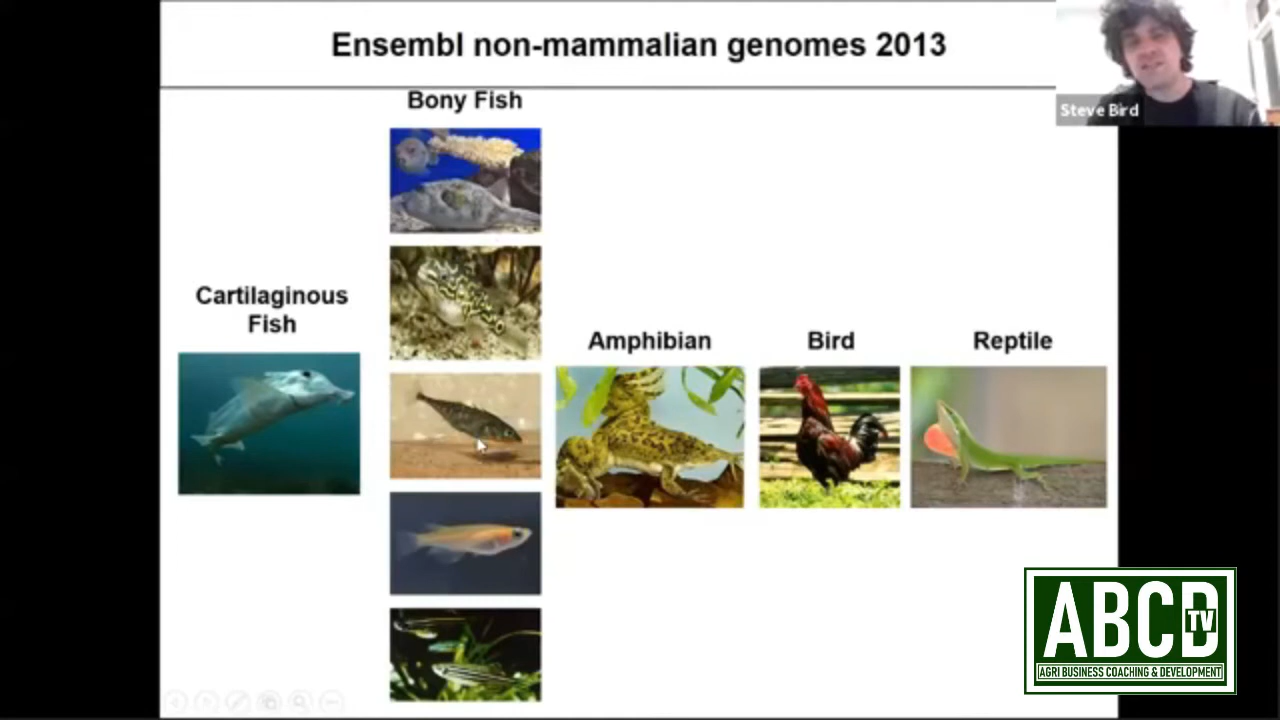 Ensembl non-mammalian genomes 2013
Steve Bird
Bony Fish
Cartilaginous
Fish
Amphibian
Bird
Reptile
ABCD
TV
AGRI BUSINESS COACHING & DEVELOPMENT